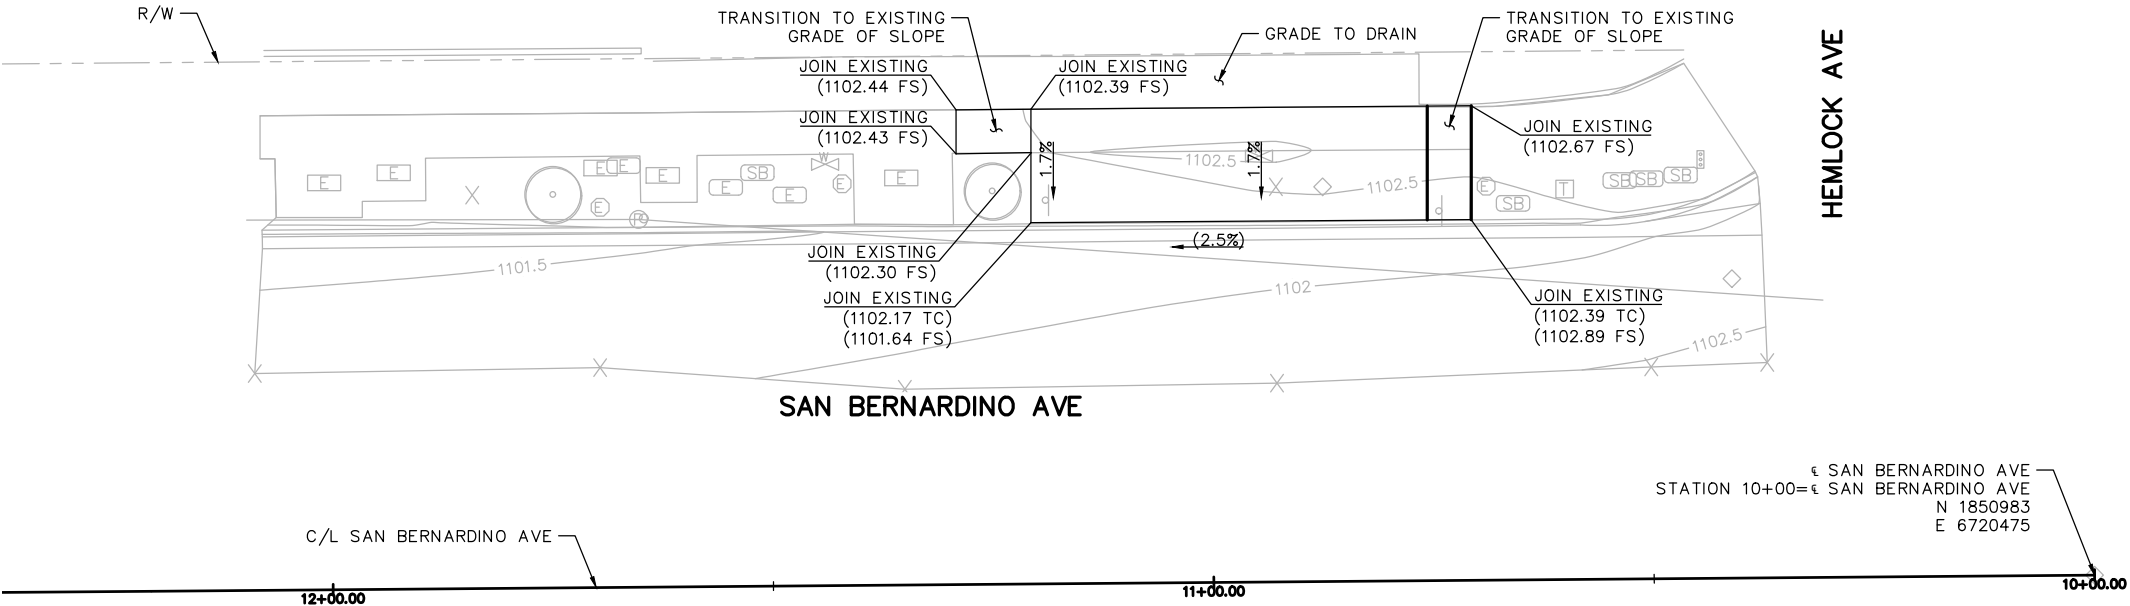 R/W
TRANSITION TO EXISTING
GRADE OF SLOPE
GRADE TO DRAIN
TRANSITION TO EXISTING
GRADE OF SLOPE
HEMLOCK AVE
JOIN EXISTING
(1102.44 FS)
JOIN EXISTING
(1102.39 FS)
JOIN EXISTING
(1102.43 FS)
JOIN EXISTING
(1102.67 FS)
1.7%
1.7%
1102.5
1102.5
W
E
E
E
E
E
E
SB
E
E
E
E
E
SB
T
SB
SB
SB
(2.5%)
JOIN EXISTING
(1102.30 FS)
1101.5
JOIN EXISTING
(1102.17 TC)
(1101.64 FS)
1102
JOIN EXISTING
(1102.39 TC)
(1102.89 FS)
1102.5
SAN BERNARDINO AVE
℄ SAN BERNARDINO AVE
STATION 10+00=℄ SAN BERNARDINO AVE
N 1850983
E 6720475
C/L SAN BERNARDINO AVE
12+00.00
11+00.00
10+00.00